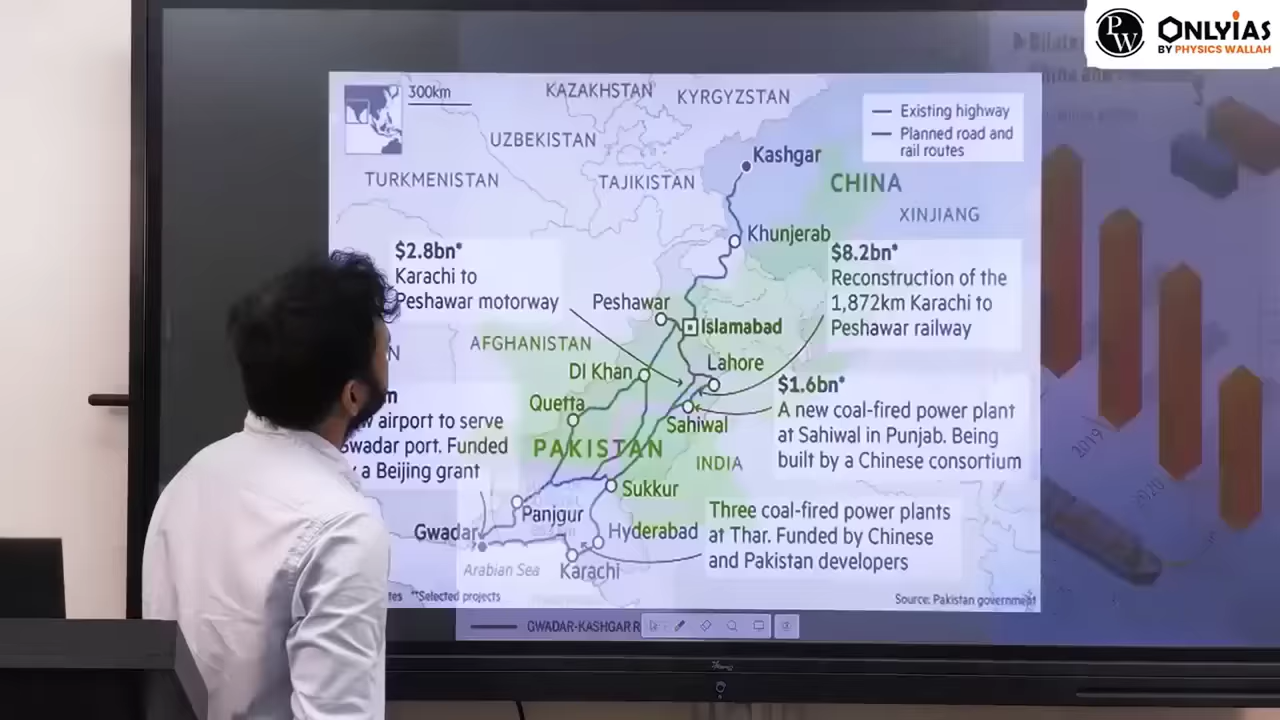 PW
ONLYIAS
BY PHYSICS WALLAH
300km
KAZAKHSTAN
KYRGYZSTAN
UZBEKISTAN
TURKMENISTAN
TAJIKISTAN
Existing highway
Planned road and
rail routes
Kashgar
CHINA
XINJIANG
Khunjerab
$2.8bn*
Karachi to
Peshawar motorway
$8.2bn*
Reconstruction of the
1,872km Karachi to
Peshawar railway
Peshawar
Islamabad
AFGHANISTAN
Lahore
DI Khan
Quetta
$1.6bn*
A new coal-fired power plant
at Sahiwal in Punjab. Being
built by a Chinese consortium
Sahiwal
airport to serve
port. Funded
a Beijing grant
PAKISTAN
INDIA
Sukkur
Panjgur
Gwadar
Hyderabad
Karachi
Arabian Sea
Three coal-fired power plants
at Thar. Funded by Chinese
and Pakistan developers
**Selected projects
Source: Pakistan government
GWADAR-KASHGAR
2019
2020